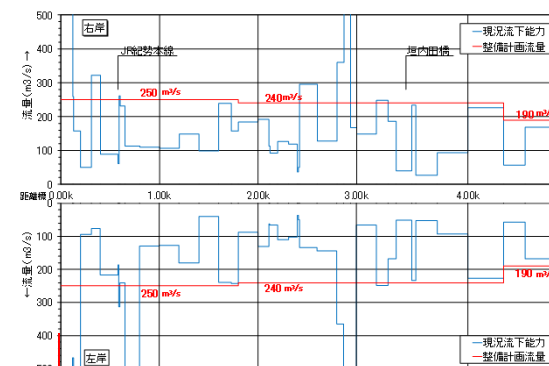 500
右岸
現況流下能力
整備計画流量
JR紀勢本線
垣内田橋
400
300
250 m³/s
240m³/s
190 m³/s
流量(m3/s) →
200
100
0
距離標 0.00k 1.00k 2.00k 3.00k 4.00k
0
100
200
←流量(m3/s)
250 m³/s
240 m³/s
190 m³/s
300
400
左岸
現況流下能力
整備計画流量
500